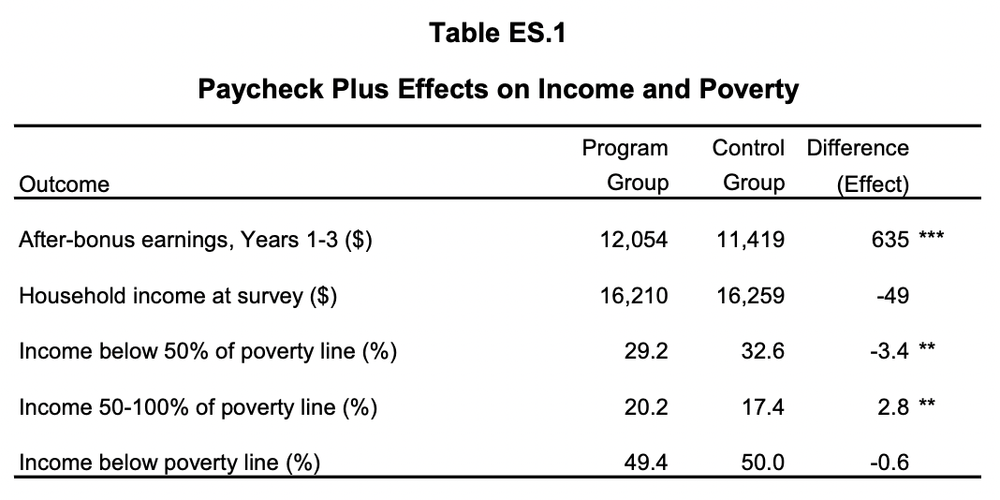 Table ES.1
Paycheck Plus Effects on Income and Poverty
Program Control Difference
Outcome Group Group (Effect)
After-bonus earnings, Years 1-3 ($) 12,054 11,419 635 ***
Household income at survey ($) 16,210 16,259 -49
Income below 50% of poverty line (%) 29.2 32.6 -3.4 **
Income 50-100% of poverty line (%) 20.2 17.4 2.8 **
Income below poverty line (%) 49.4 50.0 -0.6